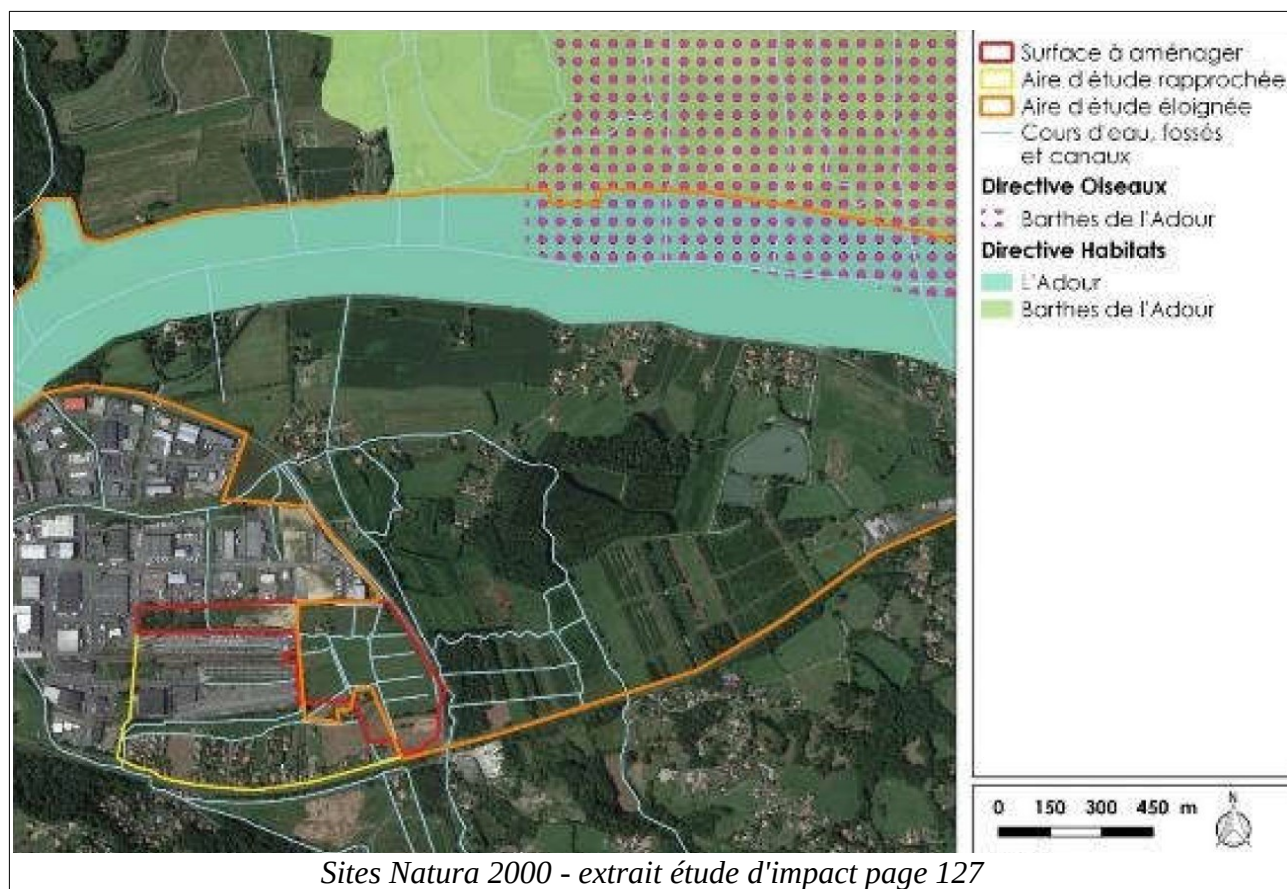 Surface à aménager
Aire d'étude rapprochée
Aire d'étude éloignée
Cours d'eau, fossés
et canaux
Directive Oiseaux
Barthes de l'Adour
Directive Habitats
L'Adour
Barthes de l'Adour
0 150 300 450 m
N
Sites Natura 2000 - extrait étude d'impact page 127